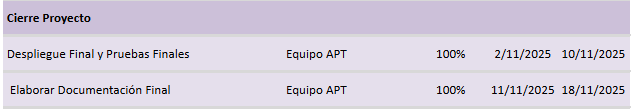 Cierre Proyecto
Despliegue Final y Pruebas Finales Equipo APT 100% 2/11/2025 10/11/2025
Elaborar Documentación Final Equipo APT 100% 11/11/2025 18/11/2025